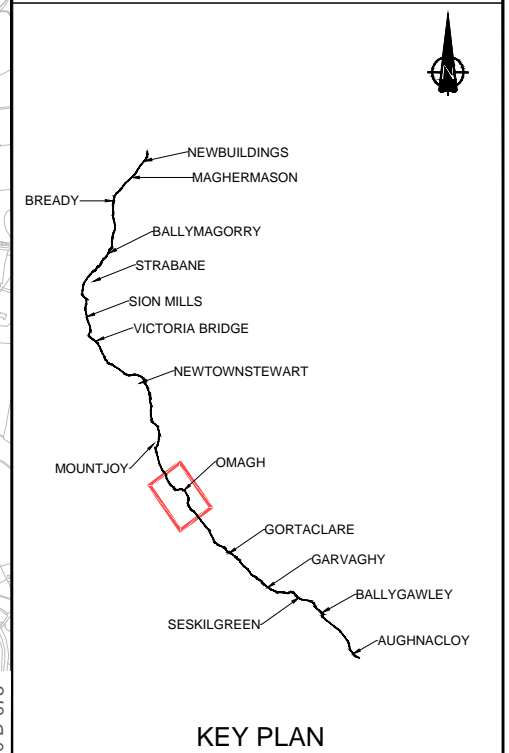 N
NEWBUILDINGS
MAGHERMASON
BREADY
BALLYMAGORRY
STRABANE
SION MILLS
VICTORIA BRIDGE
NEWTOWNSTEWART
MOUNTJOY
OMAGH
GORTACLARE
GARVAGHY
BALLYGAWLEY
SESKILGREEN
AUGHNACLOY
KEY PLAN